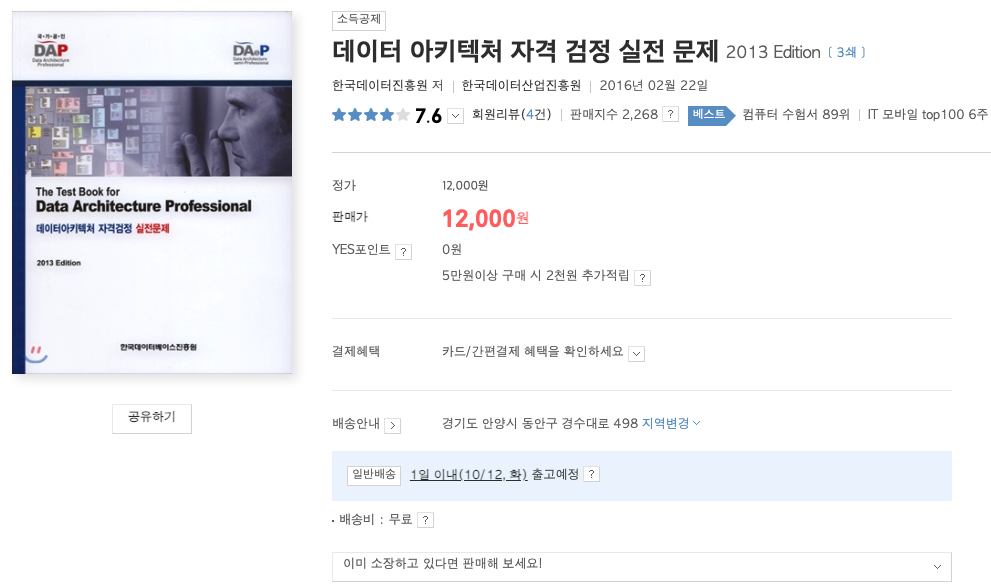 국·가·공·인
DAP
Data Architecture
Professional
DAsP
Data Architecture
semi-Professional
The Test Book for
Data Architecture Professional
데이터아키텍처 자격검정 실전문제
2013 Edition
한국데이터베이스진흥원
공유하기
소득공제
데이터 아키텍처 자격 검정 실전 문제 2013 Edition [ 3쇄 ]
한국데이터진흥원 저 | 한국데이터산업진흥원 | 2016년 02월 22일
7.6 회원리뷰(4건) | 판매지수 2,268 ? 베스트 컴퓨터 수험서 89위 | IT 모바일 top100 6주
정가 12,000원
판매가 12,000원
YES포인트 ? 0원
5만원이상 구매 시 2천원 추가적립 ?
결제혜택 카드/간편결제 혜택을 확인하세요
배송안내 경기도 안양시 동안구 경수대로 498 지역변경
일반배송 1일 이내(10/12, 화) 출고예정 ?
· 배송비 : 무료 ?
이미 소장하고 있다면 판매해 보세요!